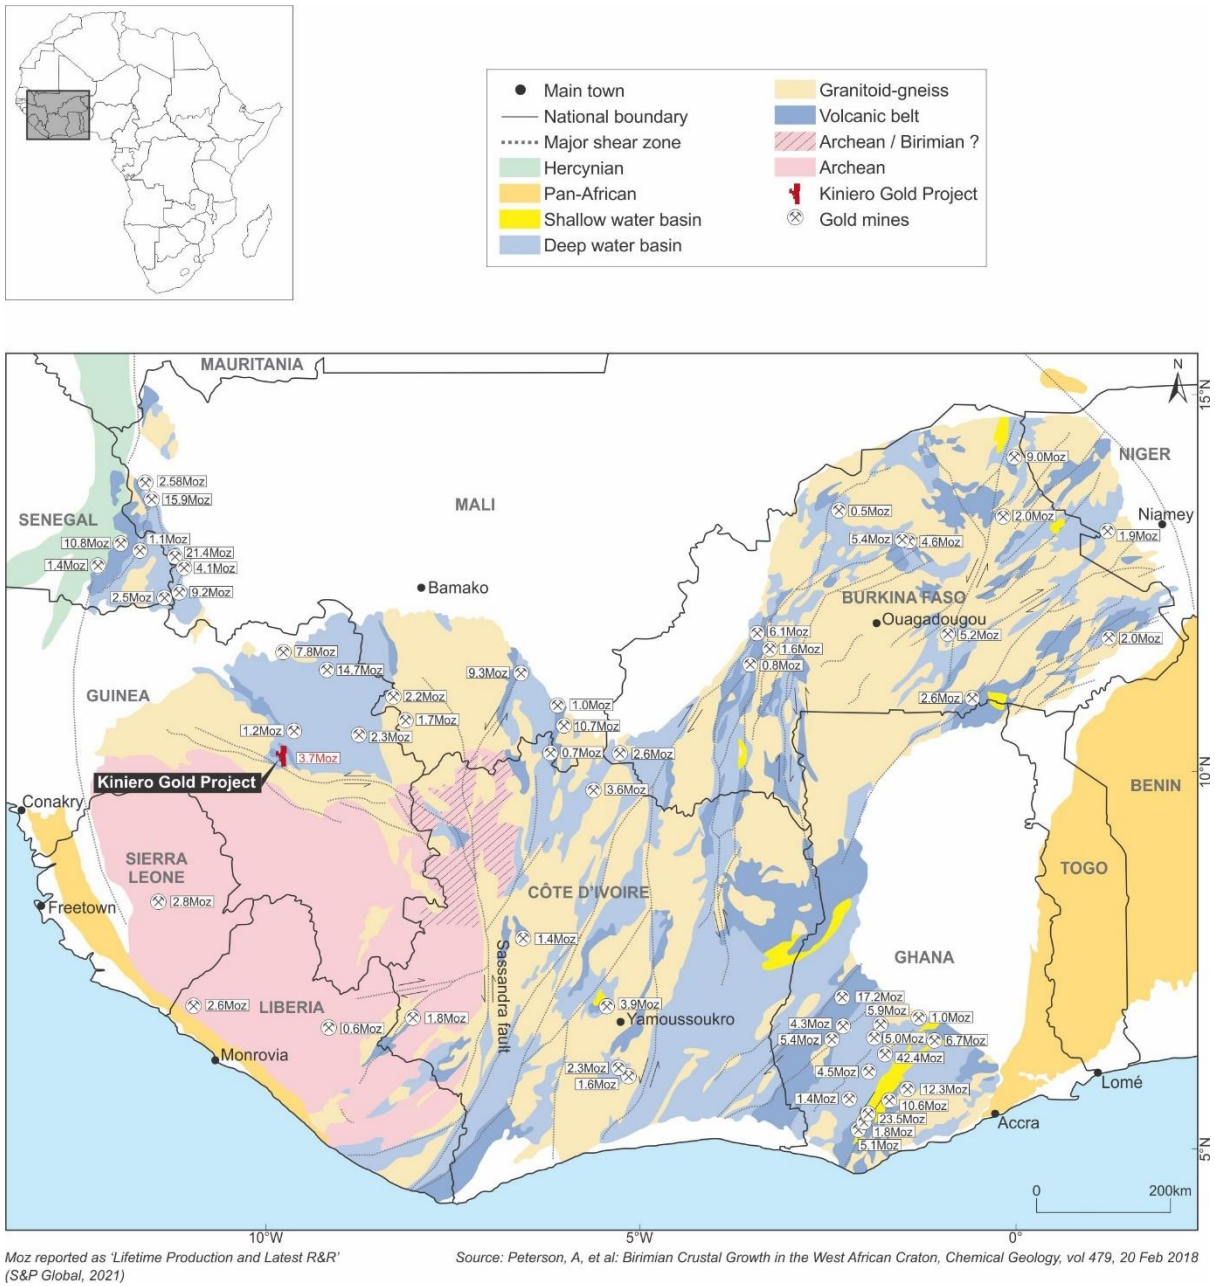 Main town
National boundary
Major shear zone
Hercynian
Pan-African
Shallow water basin
Deep water basin
Granitoid-gneiss
Volcanic belt
Archean / Birimian ?
Archean
Kiniero Gold Project
Gold mines
MAURITANIA
N
15°N
NIGER
9.0Moz
2.58Moz
15.9Moz
MALI
SENEGAL
0.5Moz
2.0Moz
Niamey
1.9Moz
10.8Moz
1.1Moz
21.4Moz
5.4Moz
4.6Moz
1.4Moz
4.1Moz
2.5Moz
9.2Moz
Bamako
BURKINA FASO
Ouagadougou
6.1Moz
5.2Moz
2.0Moz
1.6Moz
0.8Moz
7.8Moz
14.7Moz
9.3Moz
GUINEA
2.2Moz
1.0Moz
2.6Moz
1.7Moz
10.7Moz
1.2Moz
2.3Moz
3.7Moz
0.7Moz
2.6Moz
10°N
Kiniero Gold Project
3.6Moz
BENIN
Conakry
SIERRA
LEONE
TOGO
CÔTE D'IVOIRE
2.8Moz
Freetown
1.4Moz
Sassandra fault
GHANA
17.2Moz
2.6Moz
LIBERIA
3.9Moz
5.9Moz
1.0Moz
1.8Moz
0.6Moz
Yamoussoukro
4.3Moz
5.4Moz
5.0Moz
6.7Moz
Monrovia
42.4Moz
2.3Moz
4.5Moz
1.6Moz
Lomé
12.3Moz
1.4Moz
10.6Moz
23.5Moz
Accra
1.8Moz
5.1Moz
5°N
0
200km
10°W
5°W
0°
Moz reported as 'Lifetime Production and Latest R&R'
(S&P Global, 2021)
Source: Peterson, A, et al: Birimian Crustal Growth in the West African Craton, Chemical Geology, vol 479, 20 Feb 2018